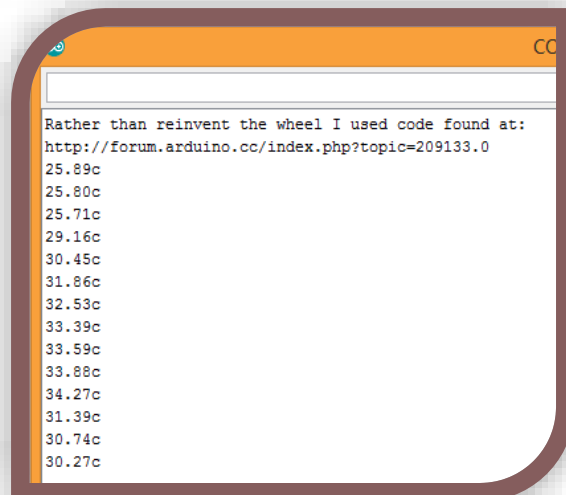 CO
Rather than reinvent the wheel I used code found at:
http://forum.arduino.cc/index.php?topic=209133.0
25.89c
25.80c
25.71c
29.16c
30.45c
31.86c
32.53c
33.39c
33.59c
33.88c
34.27c
31.39c
30.74c
30.27c